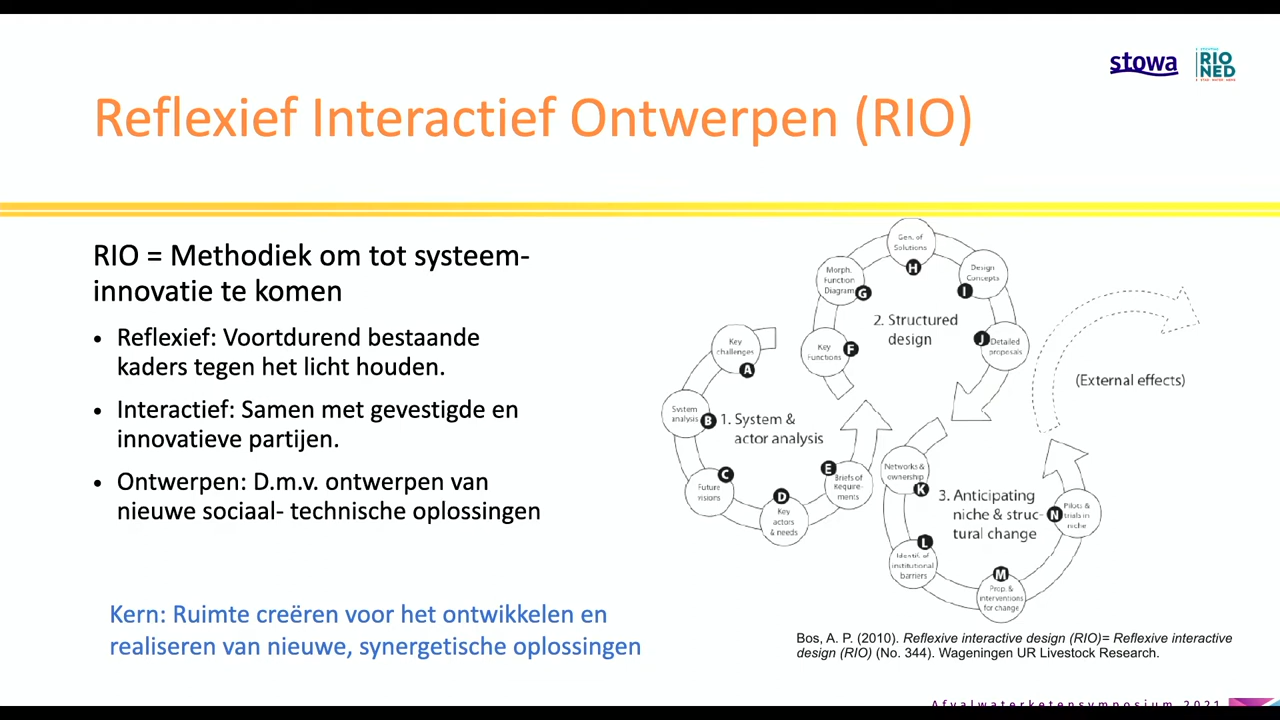 stowa
RIO
NED
Reflexief Interactief Ontwerpen (RIO)
RIO = Methodiek om tot systeem-
innovatie te komen
• Reflexief: Voortdurend bestaande
kaders tegen het licht houden.
• Interactief: Samen met gevestigde en
innovatieve partijen.
• Ontwerpen: D.m.v. ontwerpen van
nieuwe sociaal- technische oplossingen
Kern: Ruimte creëren voor het ontwikkelen en
realiseren van nieuwe, synergetische oplossingen
Key
challenges
A
System
analysis
B
1. System &
actor analysis
Future
visions
C
D
Key
actors
& needs
E
Briefs of
Require-
ments
Key
Functions
F
Morph.
Function
Diagram
G
Gen. of
Solutions
H
Design
Concepts
I
2. Structured
design
J
Detailed
proposals
(External effects)
Networks &
ownership
K
3. Anticipating
niche & struc-
tural change
L
Identif. of
institutional
barriers
M
Prop. &
interventions
for change
N
Pilots &
trials in
niche
Bos, A. P. (2010). Reflexive interactive design (RIO)= Reflexive interactive
design (RIO) (No. 344). Wageningen UR Livestock Research.
Afvalwaterketensymposium 2021